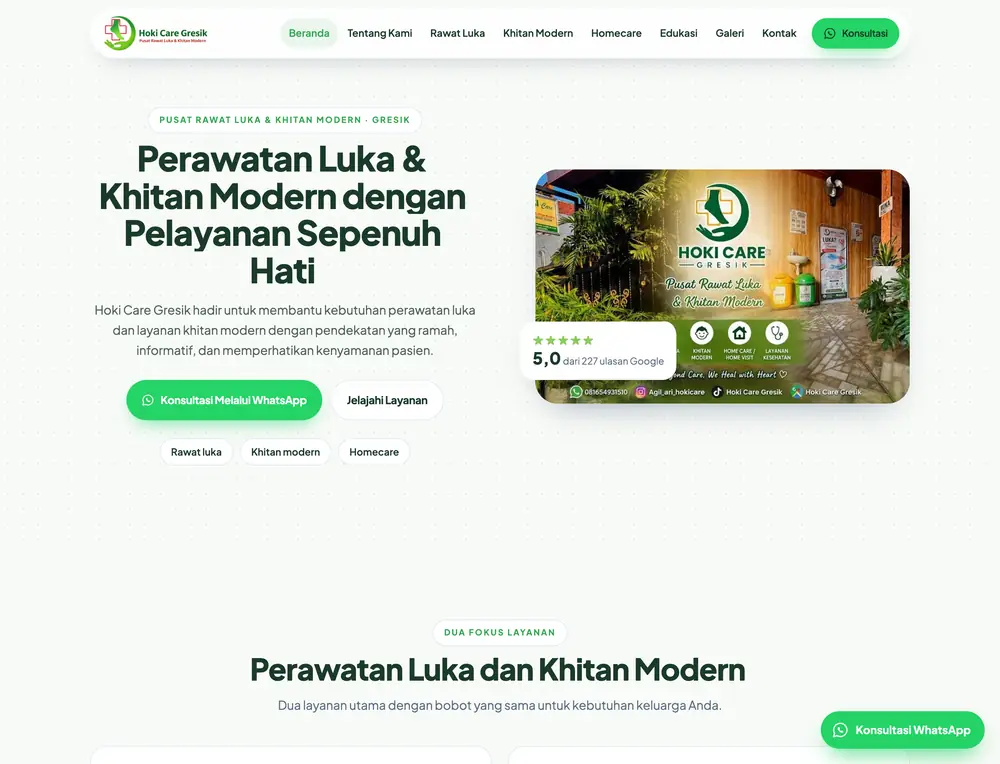 Hoki Care Gresik
Pusat Rawat Luka & Khitan Modern
Beranda
Tentang Kami
Rawat Luka
Khitan Modern
Homecare
Edukasi
Galeri
Kontak
Konsultasi
PUSAT RAWAT LUKA & KHITAN MODERN · GRESIK
Perawatan Luka &
Khitan Modern dengan
Pelayanan Sepenuh
Hati
Hoki Care Gresik hadir untuk membantu kebutuhan perawatan luka
dan layanan khitan modern dengan pendekatan yang ramah,
informatif, dan memperhatikan kenyamanan pasien.
Konsultasi Melalui WhatsApp
Jelajahi Layanan
Rawat luka
Khitan modern
Homecare
HOKI CARE
GRESIK
Pusat Rawat Luka
& Khitan Modern
KHITAN
MODERN
HOME CARE /
HOME VISIT
LAYANAN
KESEHATAN
5,0 dari 227 ulasan Google
Care, We Heal with Heart
081654931510
Agil_ari_hokicare
Hoki Care Gresik
Hoki Care Gresik
DUA FOKUS LAYANAN
Perawatan Luka dan Khitan Modern
Dua layanan utama dengan bobot yang sama untuk kebutuhan keluarga Anda.
Konsultasi WhatsApp